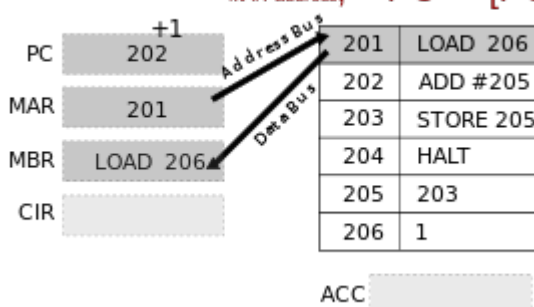 +1
PC 202
MAR 201
MBR LOAD 206
CIR
Address Bus
Data Bus
201 LOAD 206
202 ADD #205
203 STORE 205
204 HALT
205 203
206 1
ACC